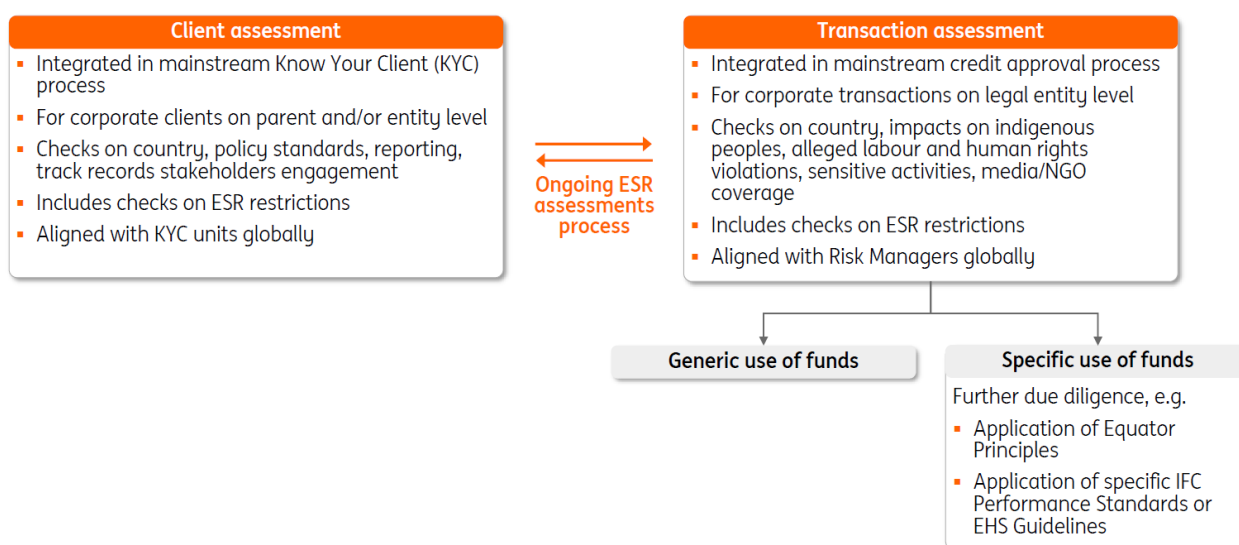 Client assessment
▪ Integrated in mainstream Know Your Client (KYC)
process
▪ For corporate clients on parent and/or entity level
▪ Checks on country, policy standards, reporting,
track records stakeholders engagement
▪ Includes checks on ESR restrictions
▪ Aligned with KYC units globally
Ongoing ESR
assessments
process
Transaction assessment
▪ Integrated in mainstream credit approval process
▪ For corporate transactions on legal entity level
▪ Checks on country, impacts on indigenous
peoples, alleged labour and human rights
violations, sensitive activities, media/NGO
coverage
▪ Includes checks on ESR restrictions
▪ Aligned with Risk Managers globally
Generic use of funds
Specific use of funds
Further due diligence, e.g.
▪ Application of Equator
Principles
▪ Application of specific IFC
Performance Standards or
EHS Guidelines